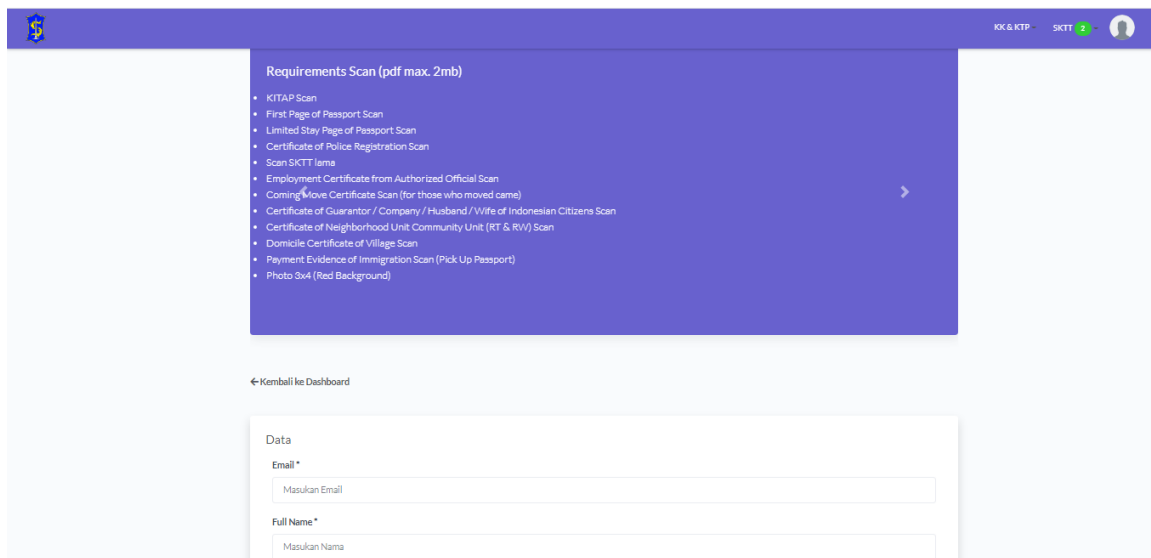 KK & KTP
SKTT 2
Requirements Scan (pdf max. 2mb)
• KITAP Scan
• First Page of Passport Scan
• Limited Stay Page of Passport Scan
• Certificate of Police Registration Scan
• Scan SKTT lama
• Employment Certificate from Authorized Official Scan
• Coming Move Certificate Scan (for those who moved came)
• Certificate of Guarantor / Company / Husband / Wife of Indonesian Citizens Scan
• Certificate of Neighborhood Unit Community Unit (RT & RW) Scan
• Domicile Certificate of Village Scan
• Payment Evidence of Immigration Scan (Pick Up Passport)
• Photo 3x4 (Red Background)
←Kembali ke Dashboard
Data
Email *
Masukan Email
Full Name *
Masukan Nama